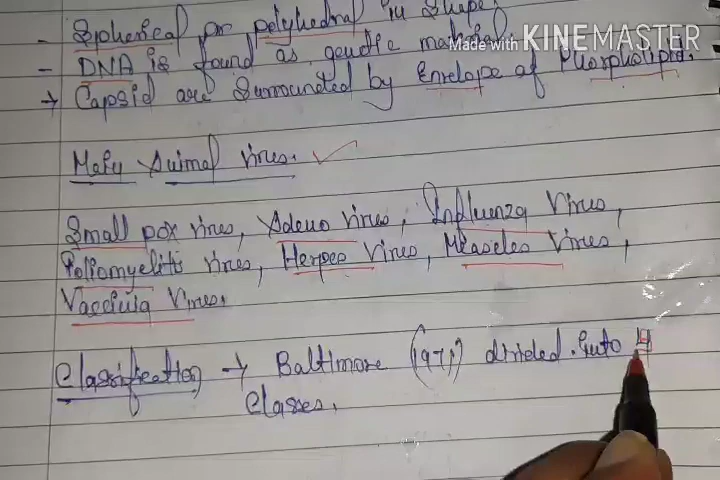 - Spherical or polyhedral in shape.
Made with KINEMASTER
- DNA is found as genetic material.
→ Capsid are surrounded by Envelope of Phospholipid.
Main Animal virus. ✓
Small pox virus, Adeno virus, Influenza Virus,
Poliomyelitis virus, Herpes Virus, Measeles Virus,
Vaccinia Virus.
Classification → Baltimore (1971) divided into
Classes.